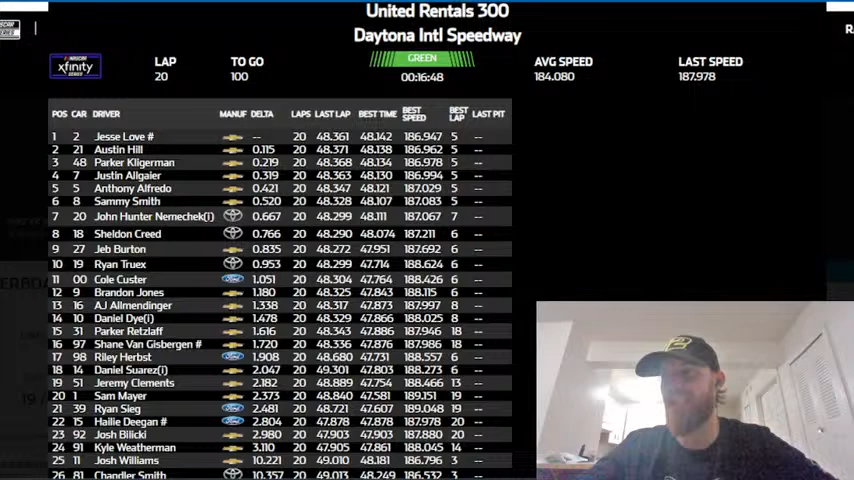 United Rentals 300
Daytona Intl Speedway
NASCAR xfinity SERIES
LAP TO GO GREEN AVG SPEED LAST SPEED
20 100 00:16:48 184.080 187.978
POS CAR DRIVER MANUF DELTA LAPS LAST LAP BEST TIME BEST SPEED BEST LAP LAST PIT
1 2 Jesse Love # -- 20 48.361 48.142 186.947 5 --
2 21 Austin Hill 0.115 20 48.371 48.138 186.962 5 --
3 48 Parker Kligerman 0.219 20 48.368 48.134 186.978 5 --
4 7 Justin Allgaier 0.319 20 48.363 48.130 186.994 5 --
5 5 Anthony Alfredo 0.421 20 48.347 48.121 187.029 5 --
6 8 Sammy Smith 0.520 20 48.328 48.107 187.083 5 --
7 20 John Hunter Nemechek(i) 0.667 20 48.299 48.111 187.067 7 --
8 18 Sheldon Creed 0.766 20 48.290 48.074 187.211 6 --
9 27 Jeb Burton 0.835 20 48.272 47.951 187.692 6 --
10 19 Ryan Truex 0.953 20 48.299 47.714 188.624 6 --
11 00 Cole Custer 1.051 20 48.304 47.764 188.426 6 --
12 9 Brandon Jones 1.180 20 48.325 47.843 188.115 6 --
13 16 AJ Allmendinger 1.338 20 48.317 47.873 187.997 8 --
14 10 Daniel Dye(i) 1.478 20 48.329 47.866 188.025 8 --
15 31 Parker Retzlaff 1.616 20 48.343 47.886 187.946 18 --
16 97 Shane Van Gisbergen # 1.720 20 48.336 47.876 187.986 18 --
17 98 Riley Herbst 1.908 20 48.680 47.731 188.557 6 --
18 14 Daniel Suarez(i) 2.047 20 49.301 47.803 188.273 6 --
19 51 Jeremy Clements 2.182 20 48.889 47.754 188.466 13 --
20 1 Sam Mayer 2.373 20 48.840 47.581 189.151 19 --
21 39 Ryan Sieg 2.481 20 48.721 47.607 189.048 19 --
22 15 Hailie Deegan # 2.804 20 47.878 47.878 187.978 20 --
23 92 Josh Bilicki 2.980 20 47.903 47.903 187.880 20 --
24 91 Kyle Weatherman 3.110 20 47.905 47.861 188.045 14 --
25 11 Josh Williams 10.221 20 49.010 48.181 186.796 3 --
26 81 Chandler Smith 10.357 20 49.013 48.249 186.532 3 --
2